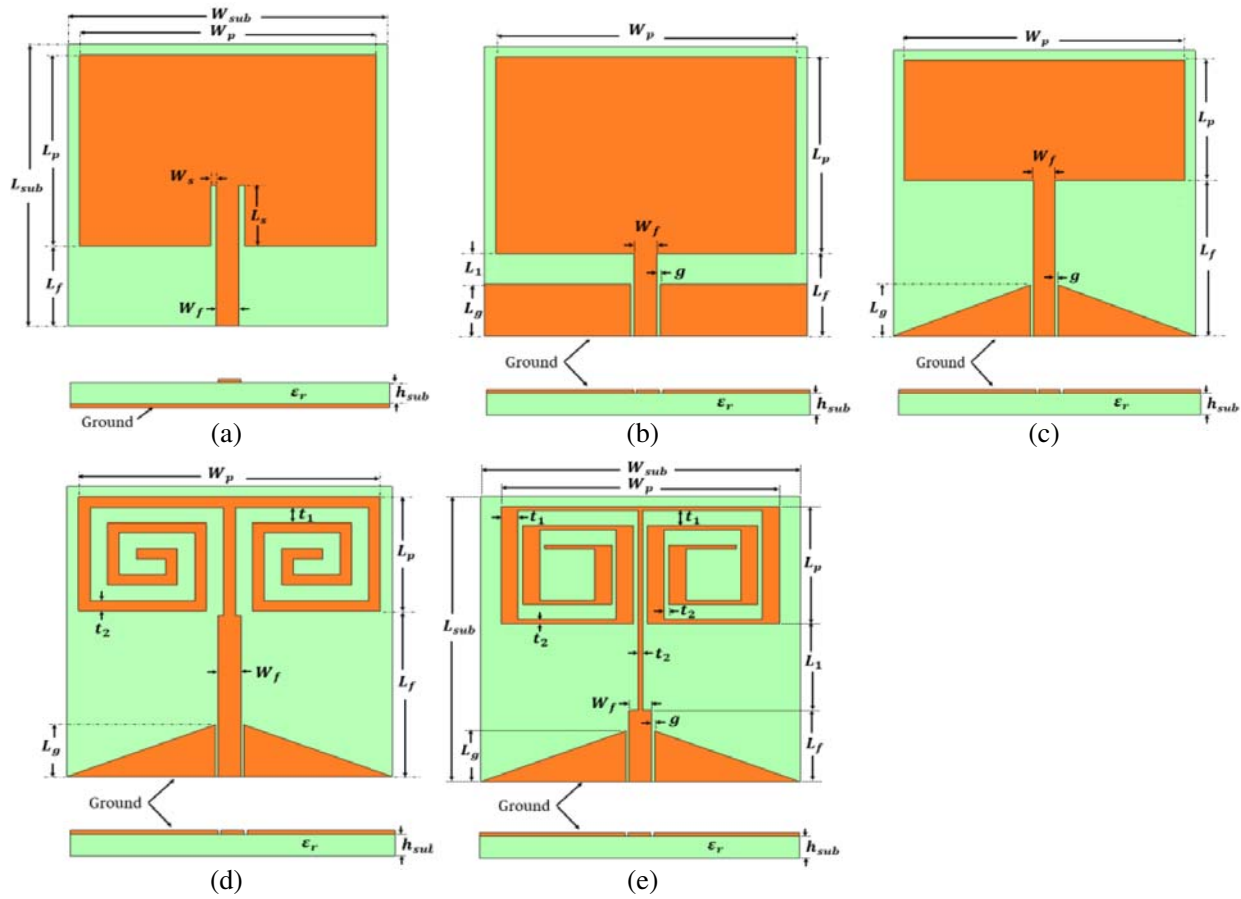 W_sub
W_p
L_sub
L_p
W_s
L_s
L_f
W_f
ε_r
h_sub
Ground
(a)
W_p
L_p
W_f
L_1
g
L_g
L_f
Ground
ε_r
h_sub
(b)
W_p
L_p
W_f
L_f
g
L_g
Ground
ε_r
h_sub
(c)
W_p
t_1
L_p
t_2
W_f
L_f
L_g
Ground
ε_r
h_sul
(d)
W_sub
W_p
t_1
t_1
L_p
t_2
t_2
L_sub
t_2
L_1
W_f
g
L_g
L_f
Ground
ε_r
h_sub
(e)